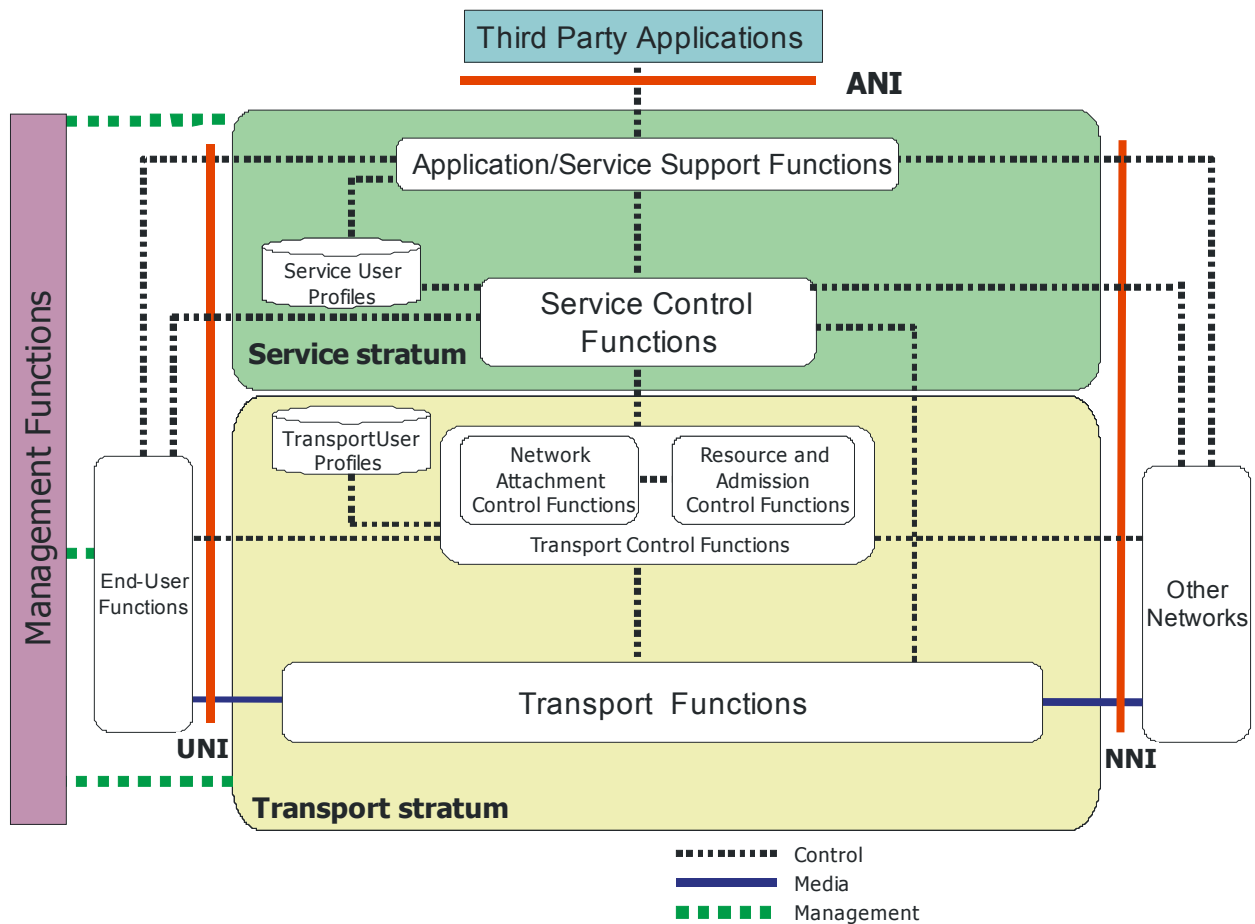 Third Party Applications
ANI
Application/Service Support Functions
Service User
Profiles
Service Control
Functions
Service stratum
Management Functions
TransportUser
Profiles
Network
Attachment
Control Functions
Resource and
Admission
Control Functions
Transport Control Functions
End-User
Functions
Other
Networks
Transport Functions
UNI
NNI
Transport stratum
Control
Media
Management